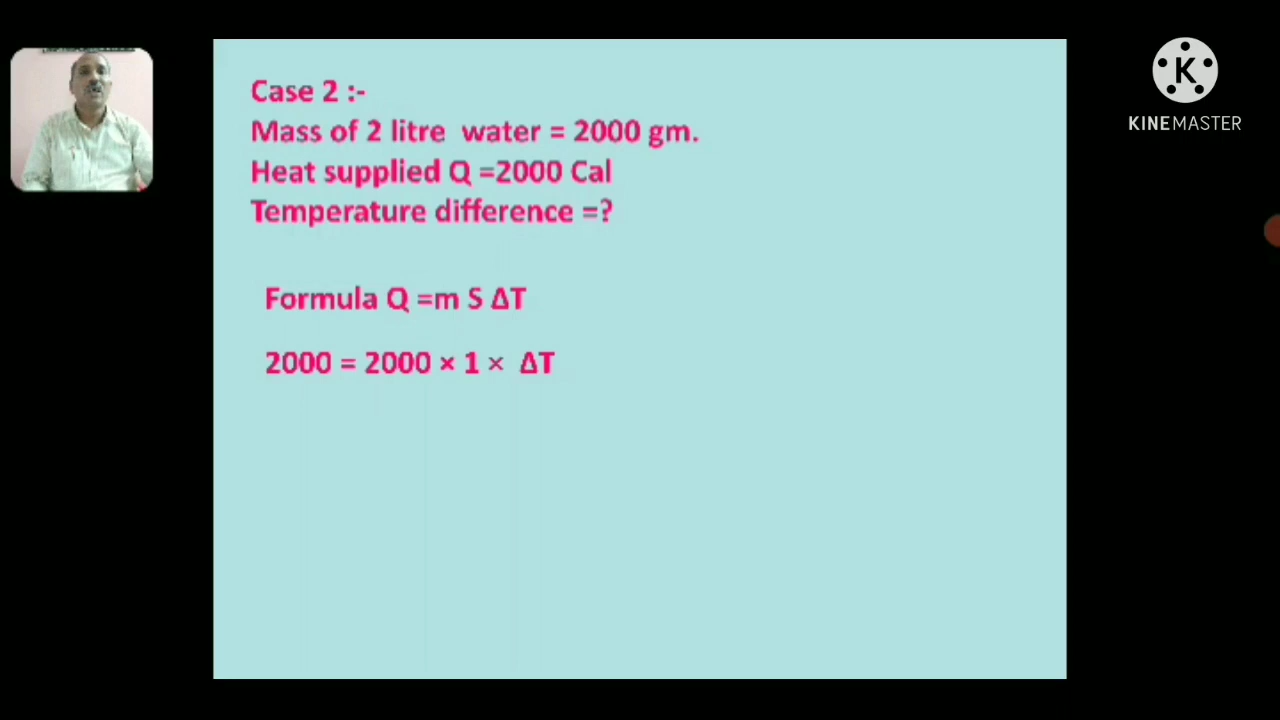 Case 2 :-
Mass of 2 litre water = 2000 gm.
Heat supplied Q =2000 Cal
Temperature difference =?
Formula Q =m S ΔT
2000 = 2000 × 1 × ΔT
K
KINEMASTER